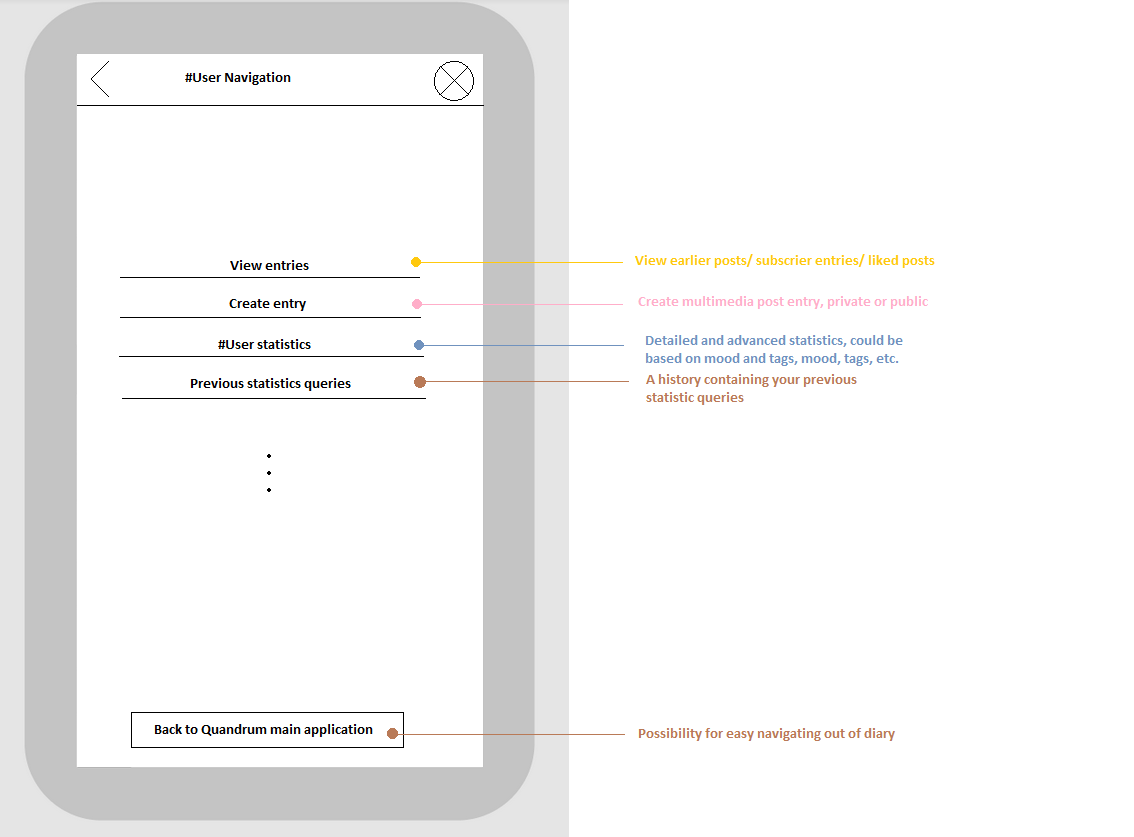 #User Navigation
View entries
View earlier posts/ subscrier entries/ liked posts
Create entry
Create multimedia post entry, private or public
#User statistics
Detailed and advanced statistics, could be
based on mood and tags, mood, tags, etc.
Previous statistics queries
A history containing your previous
statistic queries
Back to Quandrum main application
Possibility for easy navigating out of diary